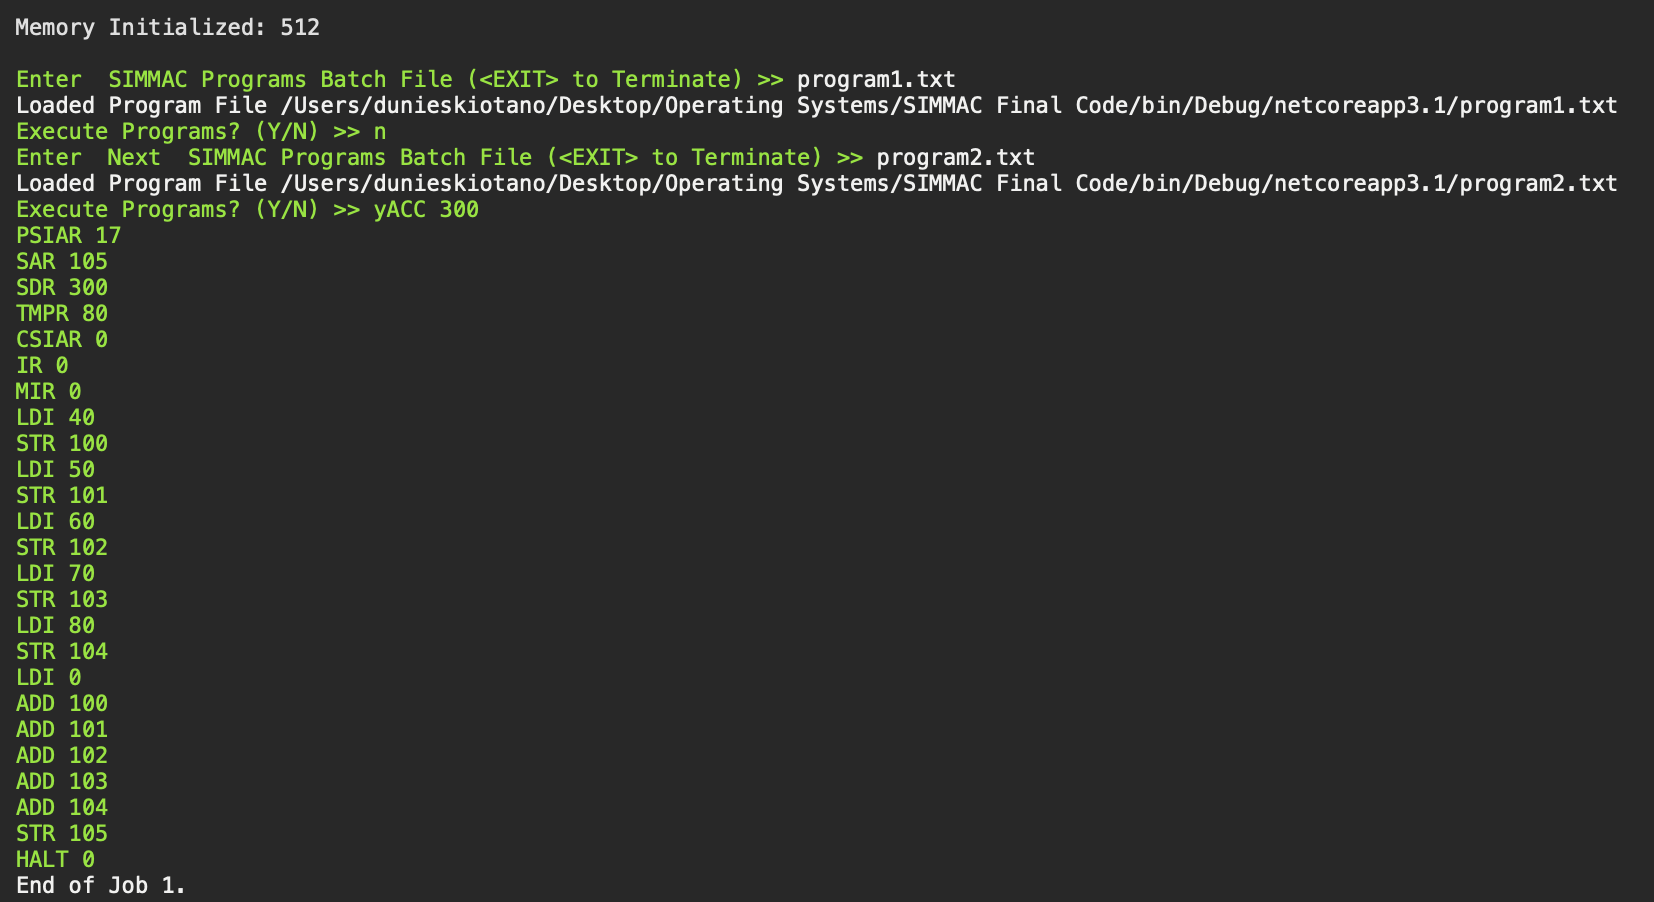 Memory Initialized: 512
Enter  SIMMAC Programs Batch File (<EXIT> to Terminate) >> program1.txt
Loaded Program File /Users/dunieskiotano/Desktop/Operating Systems/SIMMAC Final Code/bin/Debug/netcoreapp3.1/program1.txt
Execute Programs? (Y/N) >> n
Enter  Next  SIMMAC Programs Batch File (<EXIT> to Terminate) >> program2.txt
Loaded Program File /Users/dunieskiotano/Desktop/Operating Systems/SIMMAC Final Code/bin/Debug/netcoreapp3.1/program2.txt
Execute Programs? (Y/N) >> yACC 300
PSIAR 17
SAR 105
SDR 300
TMPR 80
CSIAR 0
IR 0
MIR 0
LDI 40
STR 100
LDI 50
STR 101
LDI 60
STR 102
LDI 70
STR 103
LDI 80
STR 104
LDI 0
ADD 100
ADD 101
ADD 102
ADD 103
ADD 104
STR 105
HALT 0
End of Job 1.